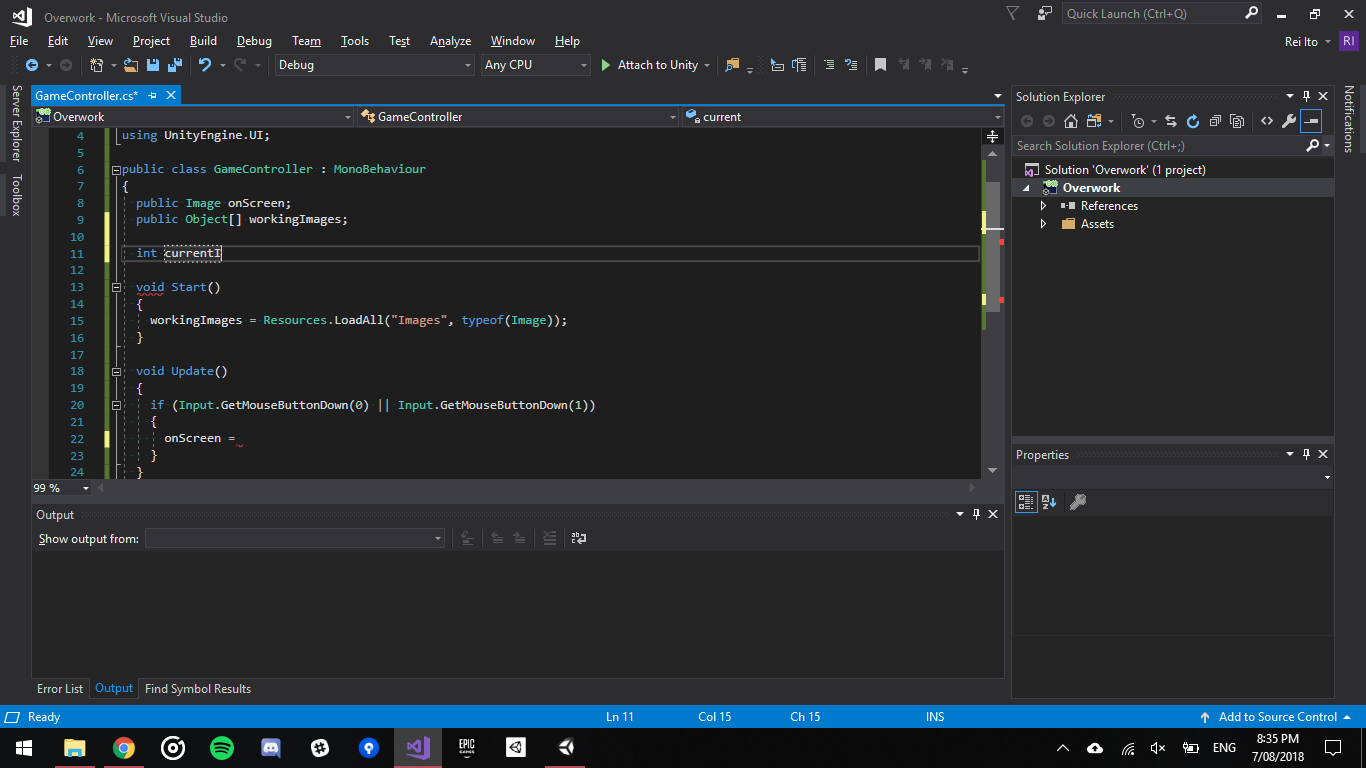 Overwork - Microsoft Visual Studio
Quick Launch (Ctrl+Q)
File Edit View Project Build Debug Team Tools Test Analyze Window Help
Rei Ito RI
Debug Any CPU Attach to Unity
Server Explorer
Toolbox
GameController.cs*
Overwork GameController current
4 using UnityEngine.UI;
5
6 public class GameController : MonoBehaviour
7 {
8 public Image onScreen;
9 public Object[] workingImages;
10
11 int currentI
12
13 void Start()
14 {
15 workingImages = Resources.LoadAll("Images", typeof(Image));
16 }
17
18 void Update()
19 {
20 if (Input.GetMouseButtonDown(0) || Input.GetMouseButtonDown(1))
21 {
22 onScreen =
23 }
24 }
99 %
Output
Show output from:
Error List Output Find Symbol Results
Solution Explorer
Search Solution Explorer (Ctrl+;)
Solution 'Overwork' (1 project)
Overwork
References
Assets
Properties
Notifications
Ready Ln 11 Col 15 Ch 15 INS Add to Source Control
EPIC GAMES
ENG
8:35 PM
7/08/2018